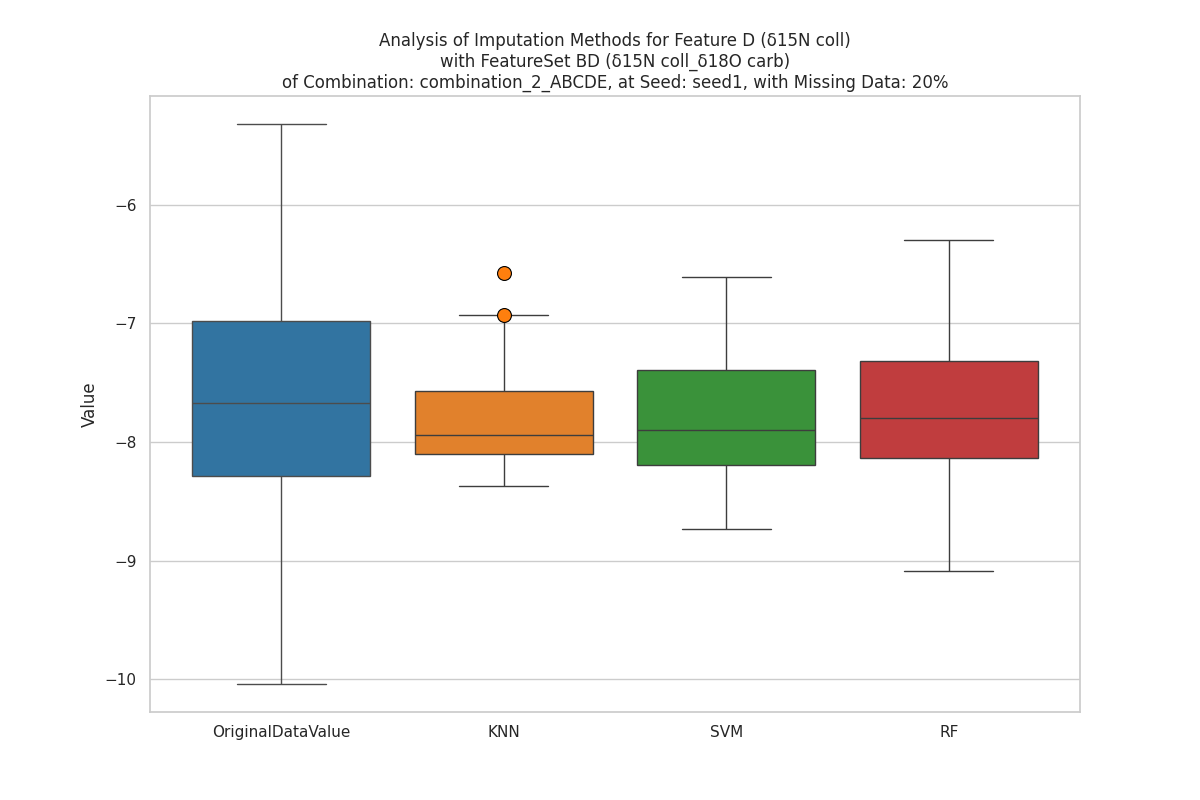 Analysis of Imputation Methods for Feature D (δ15N coll)
with FeatureSet BD (δ15N coll_δ18O carb)
of Combination: combination_2_ABCDE, at Seed: seed1, with Missing Data: 20%
Value
−6
−7
−8
−9
−10
OriginalDataValue
KNN
SVM
RF